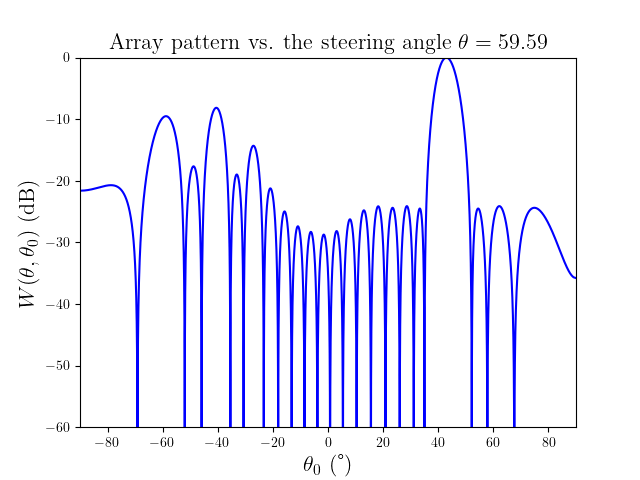 Array pattern vs. the steering angle θ = 59.59
W(θ, θ₀) (dB)
0
−10
−20
−30
−40
−50
−60
−80 −60 −40 −20 0 20 40 60 80
θ₀ (°)